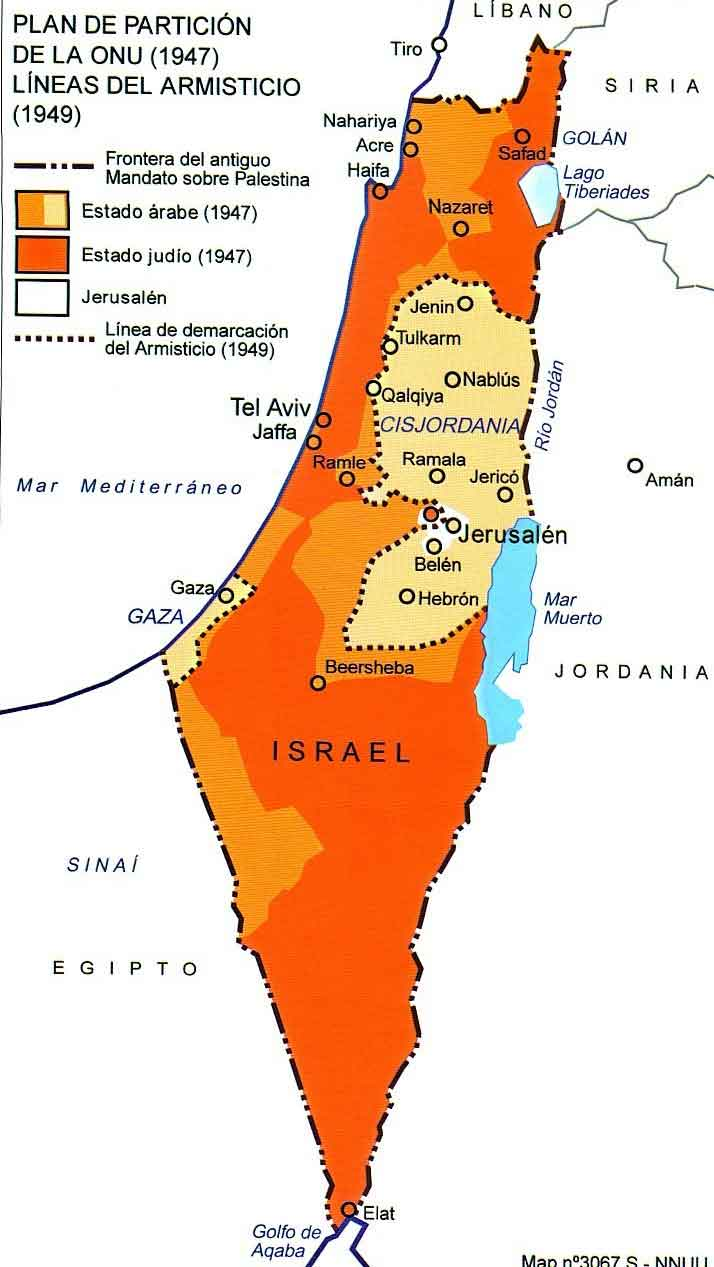 PLAN DE PARTICIÓN
DE LA ONU (1947)
LÍNEAS DEL ARMISTICIO
(1949)
Frontera del antiguo
Mandato sobre Palestina
Estado árabe (1947)
Estado judío (1947)
Jerusalén
Línea de demarcación
del Armisticio (1949)
LÍBANO
Tiro
SIRIA
Nahariya
Acre
Haifa
Safad
GOLÁN
Lago
Tiberiades
Nazaret
Jenin
Tulkarm
Nablús
Qalqiya
Río Jordán
Tel Aviv
Jaffa
CISJORDANIA
Ramle
Ramala
Jericó
Amán
Mar Mediterráneo
Jerusalén
Belén
Gaza
GAZA
Hebrón
Mar
Muerto
Beersheba
JORDANIA
ISRAEL
SINAÍ
EGIPTO
Elat
Golfo de
Aqaba
Map nº3067 S - NNUU